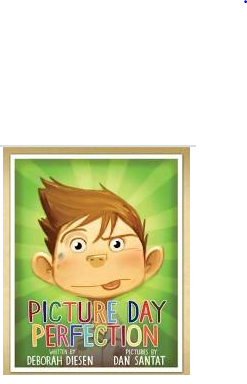 PICTURE DAY
PERFECTION
WRITTEN BY PICTURES BY
DEBORAH DIESEN DAN SANTAT